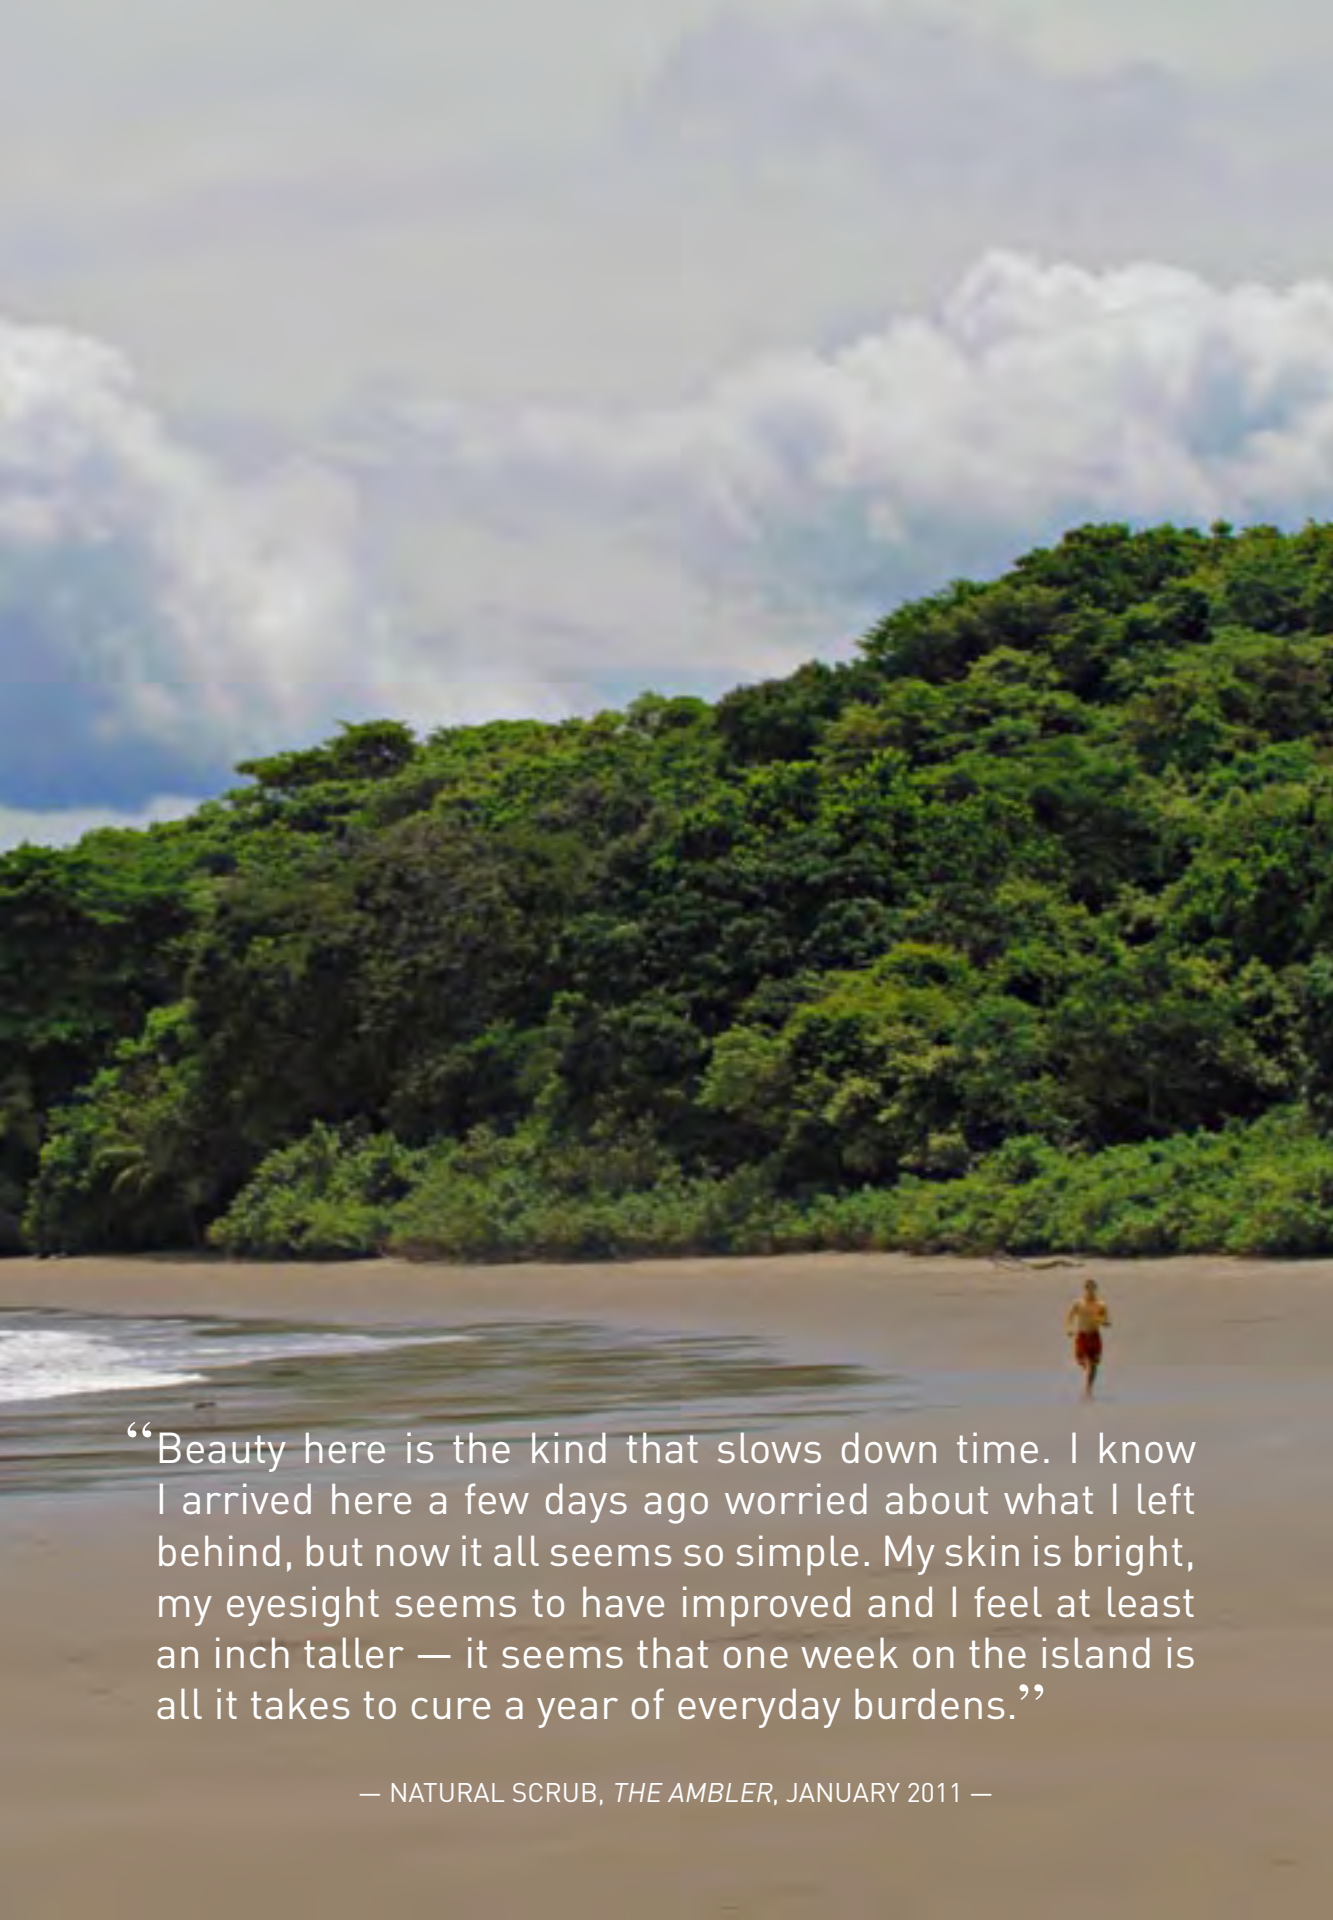 “Beauty here is the kind that slows down time. I know
I arrived here a few days ago worried about what I left
behind, but now it all seems so simple. My skin is bright,
my eyesight seems to have improved and I feel at least
an inch taller — it seems that one week on the island is
all it takes to cure a year of everyday burdens.”
— NATURAL SCRUB, THE AMBLER, JANUARY 2011 —